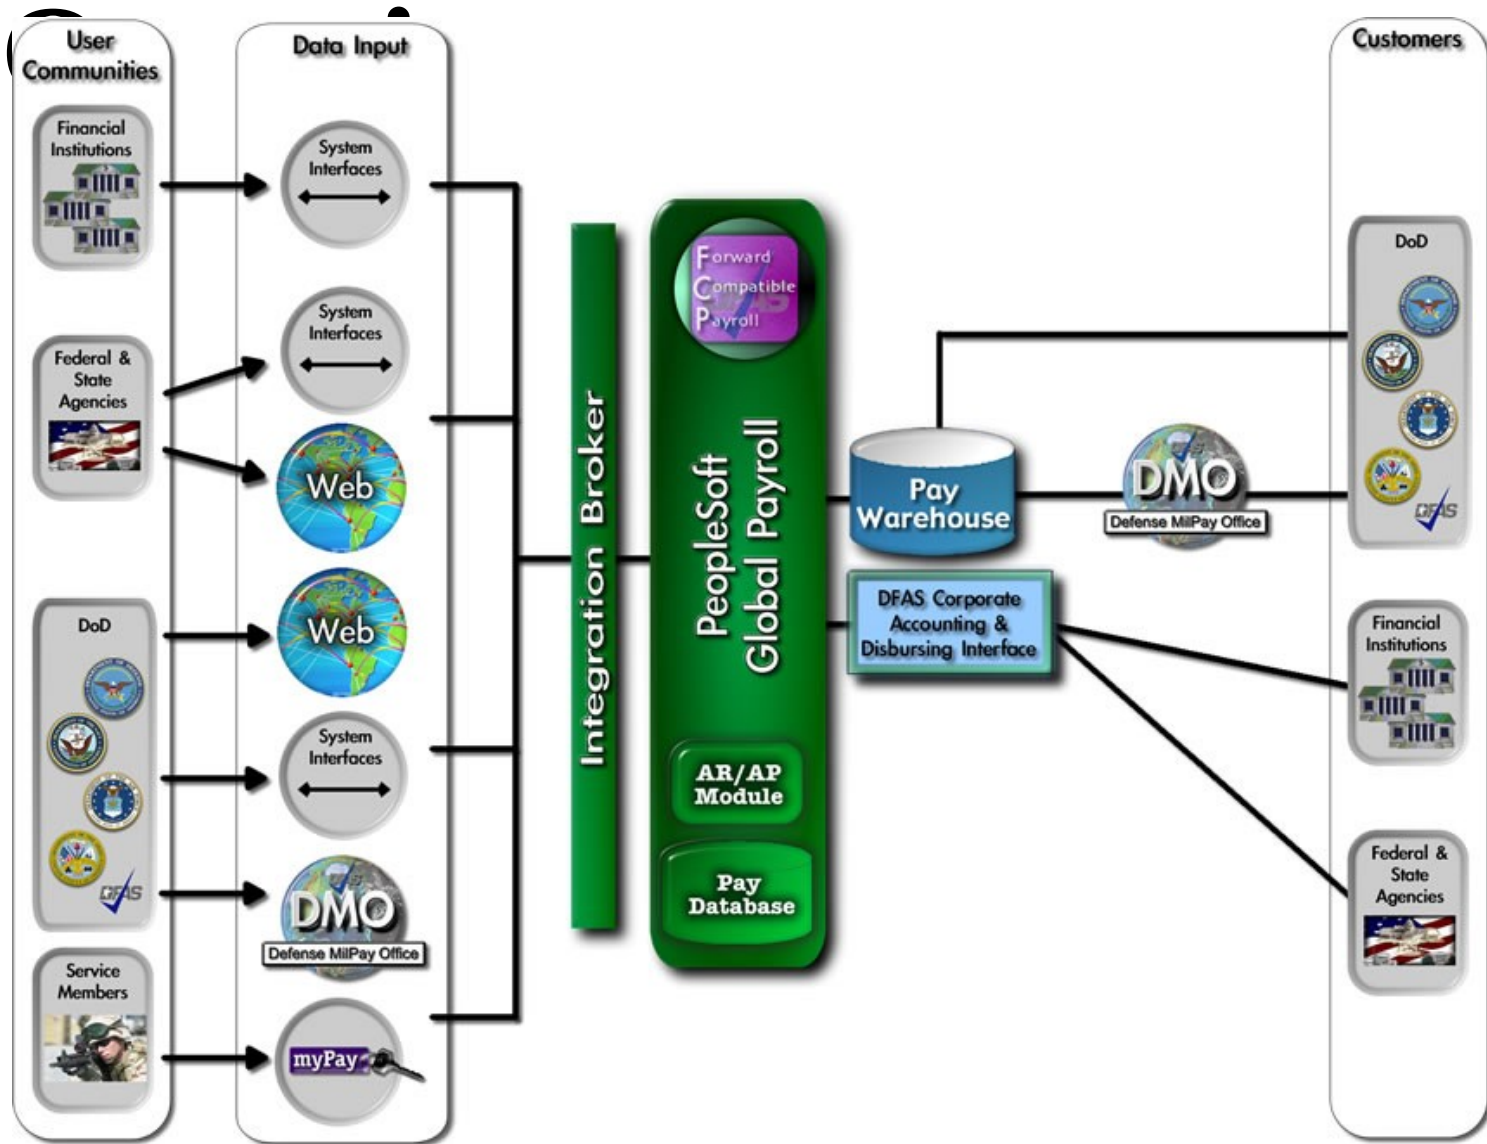 User
Communities
Financial
Institutions
Federal &
State
Agencies
DoD
DFAS
Service
Members
Data Input
System
Interfaces
System
Interfaces
Web
Web
System
Interfaces
DMO
Defense MilPay Office
myPay
Integration Broker
Forward
Compatible
Payroll
DFAS
PeopleSoft
Global Payroll
AR/AP
Module
Pay
Database
Pay
Warehouse
DFAS Corporate
Accounting &
Disbursing Interface
DMO
Defense MilPay Office
Customers
DoD
DFAS
Financial
Institutions
Federal &
State
Agencies